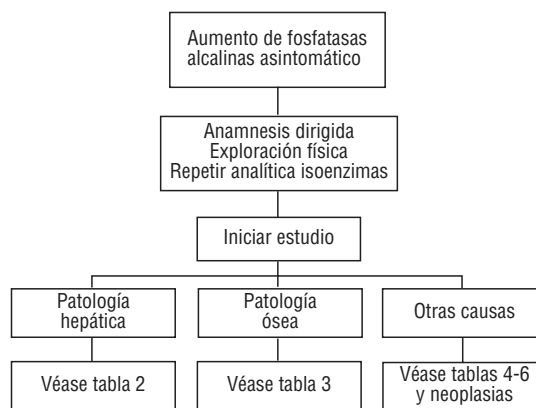 Aumento de fosfatasas
alcalinas asintomático
Anamnesis dirigida
Exploración física
Repetir analítica isoenzimas
Iniciar estudio
Patología
hepática
Patología
ósea
Otras causas
Véase tabla 2
Véase tabla 3
Véase tablas 4-6
y neoplasias